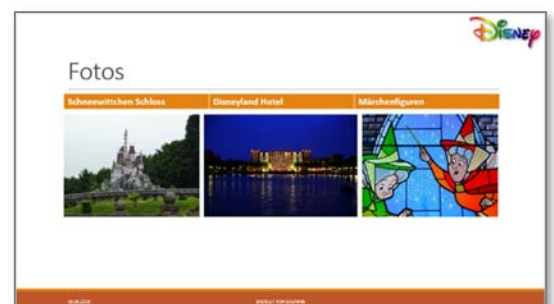 Disney
Fotos
Schneewittchen Schloss
Disneyland Hotel
Märchenfiguren